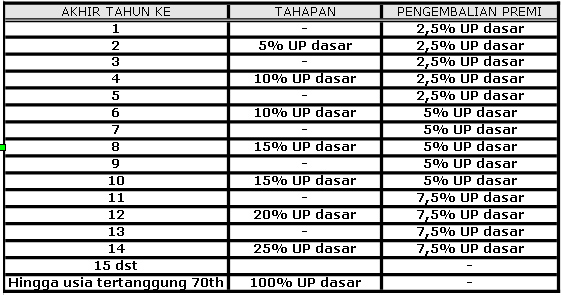 AKHIR TAHUN KE TAHAPAN PENGEMBALIAN PREMI
1 - 2,5% UP dasar
2 5% UP dasar 2,5% UP dasar
3 - 2,5% UP dasar
4 10% UP dasar 2,5% UP dasar
5 - 2,5% UP dasar
6 10% UP dasar 5% UP dasar
7 - 5% UP dasar
8 15% UP dasar 5% UP dasar
9 - 5% UP dasar
10 15% UP dasar 5% UP dasar
11 - 7,5% UP dasar
12 20% UP dasar 7,5% UP dasar
13 - 7,5% UP dasar
14 25% UP dasar 7,5% UP dasar
15 dst -
Hingga usia tertanggung 70th 100% UP dasar -